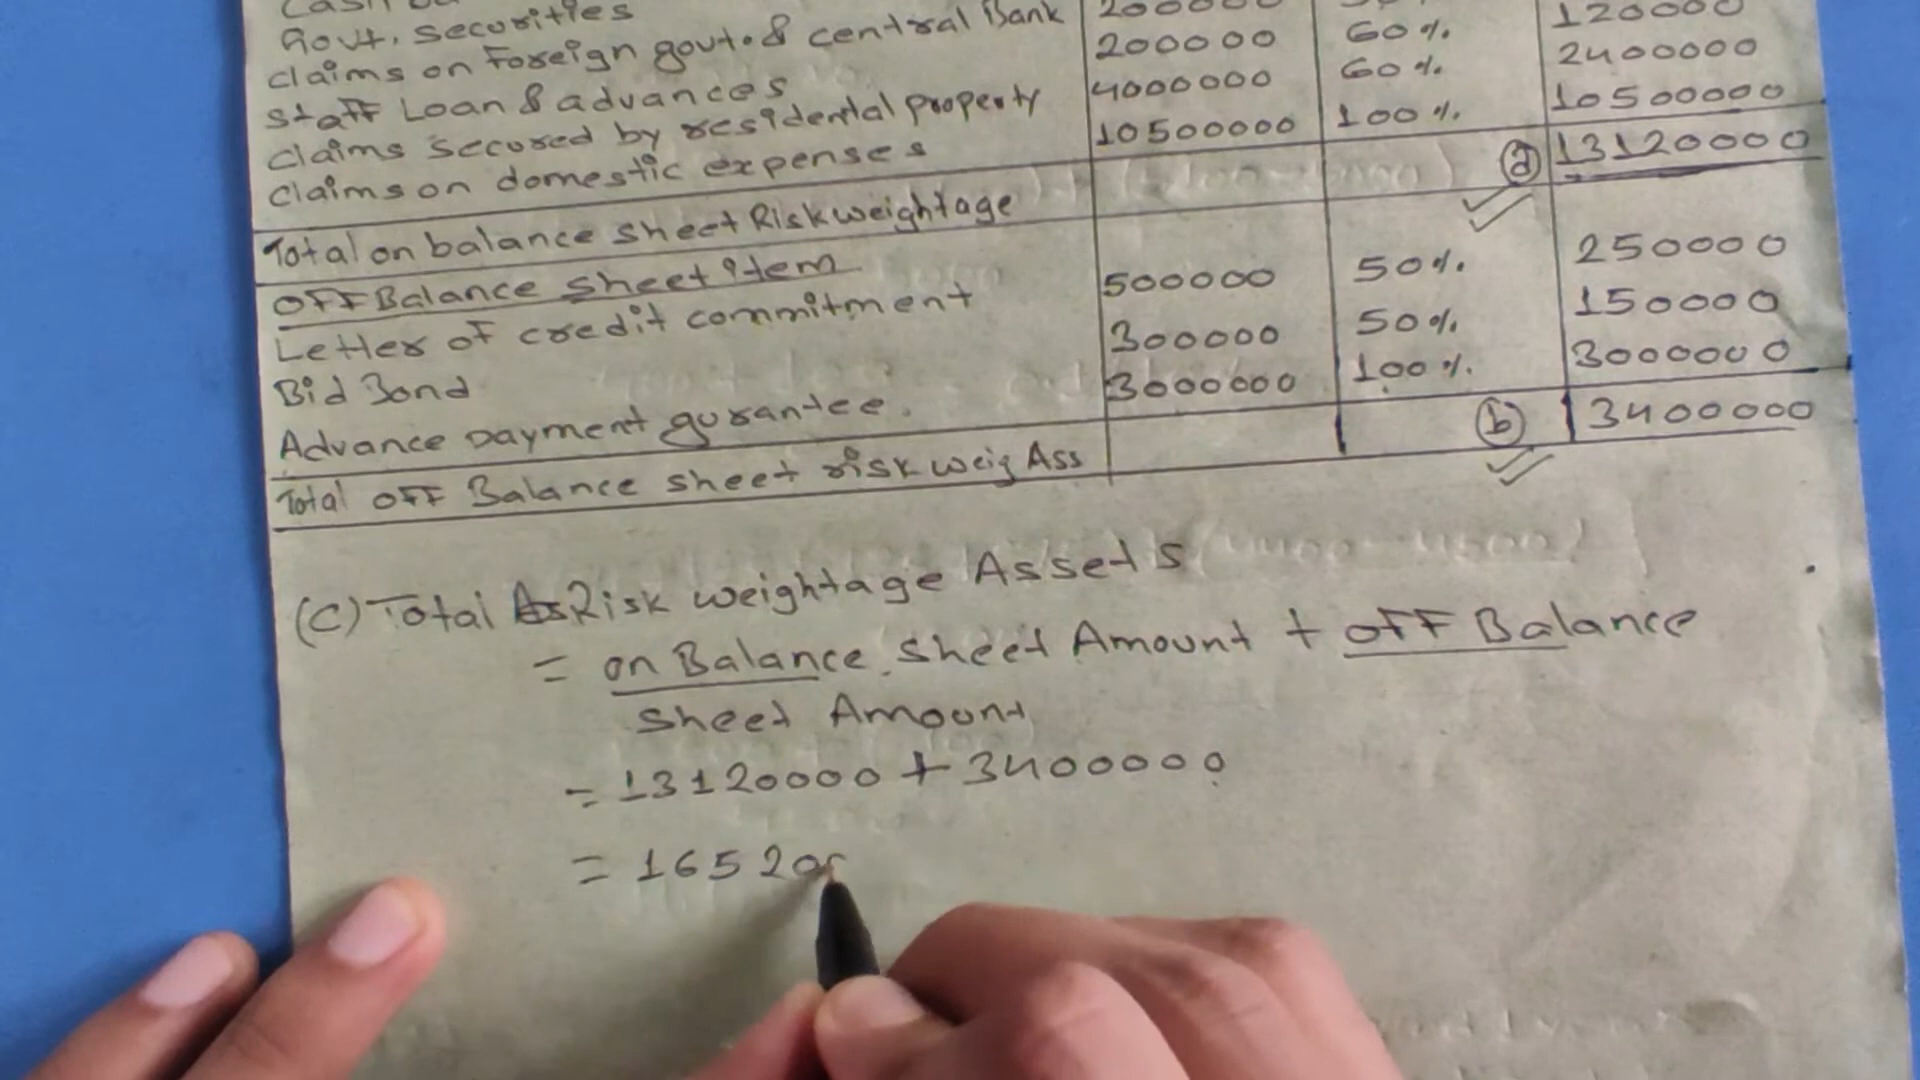 Govt. securities 200000
claims on Foreign govt. & central Bank 200000 60% 120000
staff Loan & advances 4000000 60% 2400000
claims secured by residental property 10500000 100% 10500000
claims on domestic expenses
Total on balance sheet Risk weightage (a) 13120000
OFF Balance sheet item
Letter of credit commitment 500000 50% 250000
Bid Bond 300000 50% 150000
Advance payment gurantee. 3000000 100% 3000000
Total OFF Balance sheet risk weig Ass (b) 3400000
(C) Total Risk weightage Assets
= on Balance sheet Amount + OFF Balance
sheet Amount
= 13120000 + 3400000
= 16520